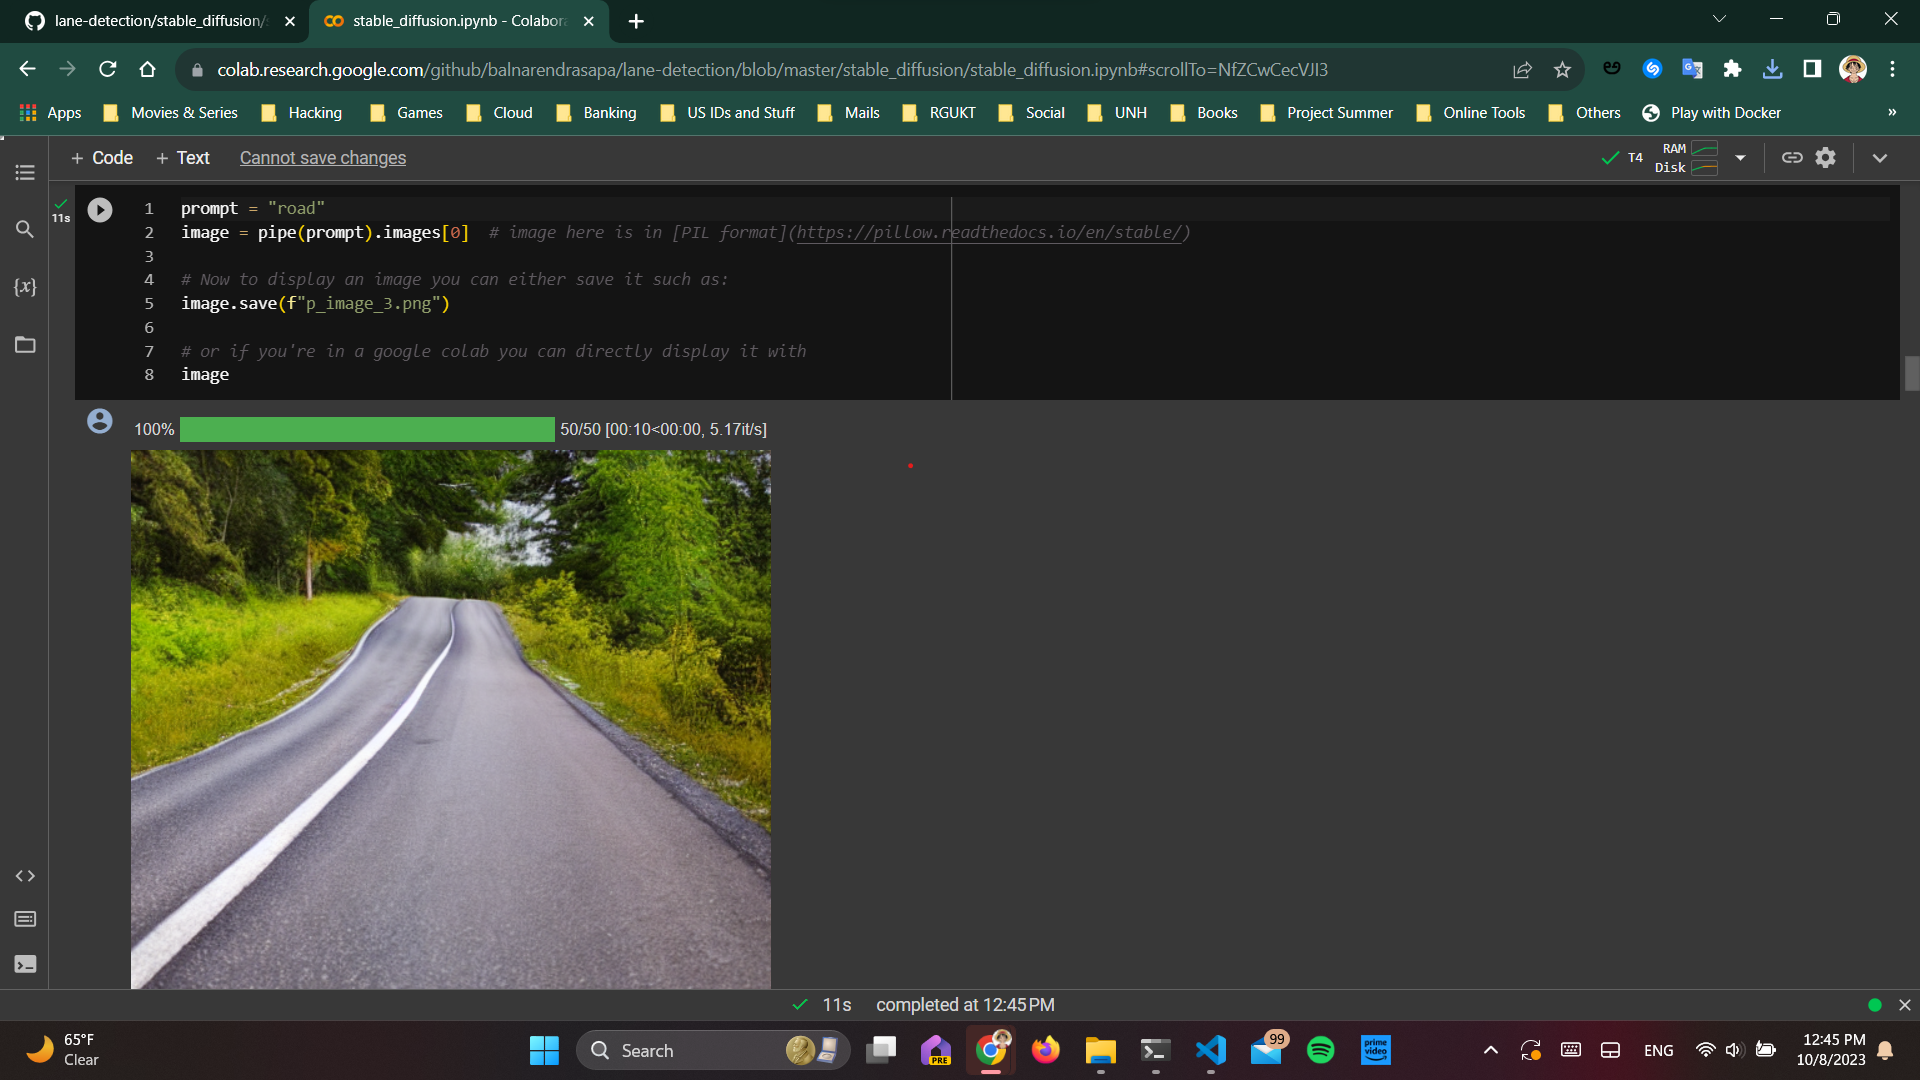 lane-detection/stable_diffusion/
stable_diffusion.ipynb - Colabor
colab.research.google.com/github/balnarendrasapa/lane-detection/blob/master/stable_diffusion/stable_diffusion.ipynb#scrollTo=NfZCwCecVJI3
Apps Movies & Series Hacking Games Cloud Banking US IDs and Stuff Mails RGUKT Social UNH Books Project Summer Online Tools Others Play with Docker »
+ Code + Text Cannot save changes
T4 RAM
Disk
11s
1 prompt = "road"
2 image = pipe(prompt).images[0]  # image here is in [PIL format](https://pillow.readthedocs.io/en/stable/)
3
4 # Now to display an image you can either save it such as:
5 image.save(f"p_image_3.png")
6
7 # or if you're in a google colab you can directly display it with
8 image
{x}
100% 50/50 [00:10<00:00, 5.17it/s]
11s completed at 12:45 PM
65°F
Clear
Search
PRE
99
prime video
ENG
12:45 PM
10/8/2023